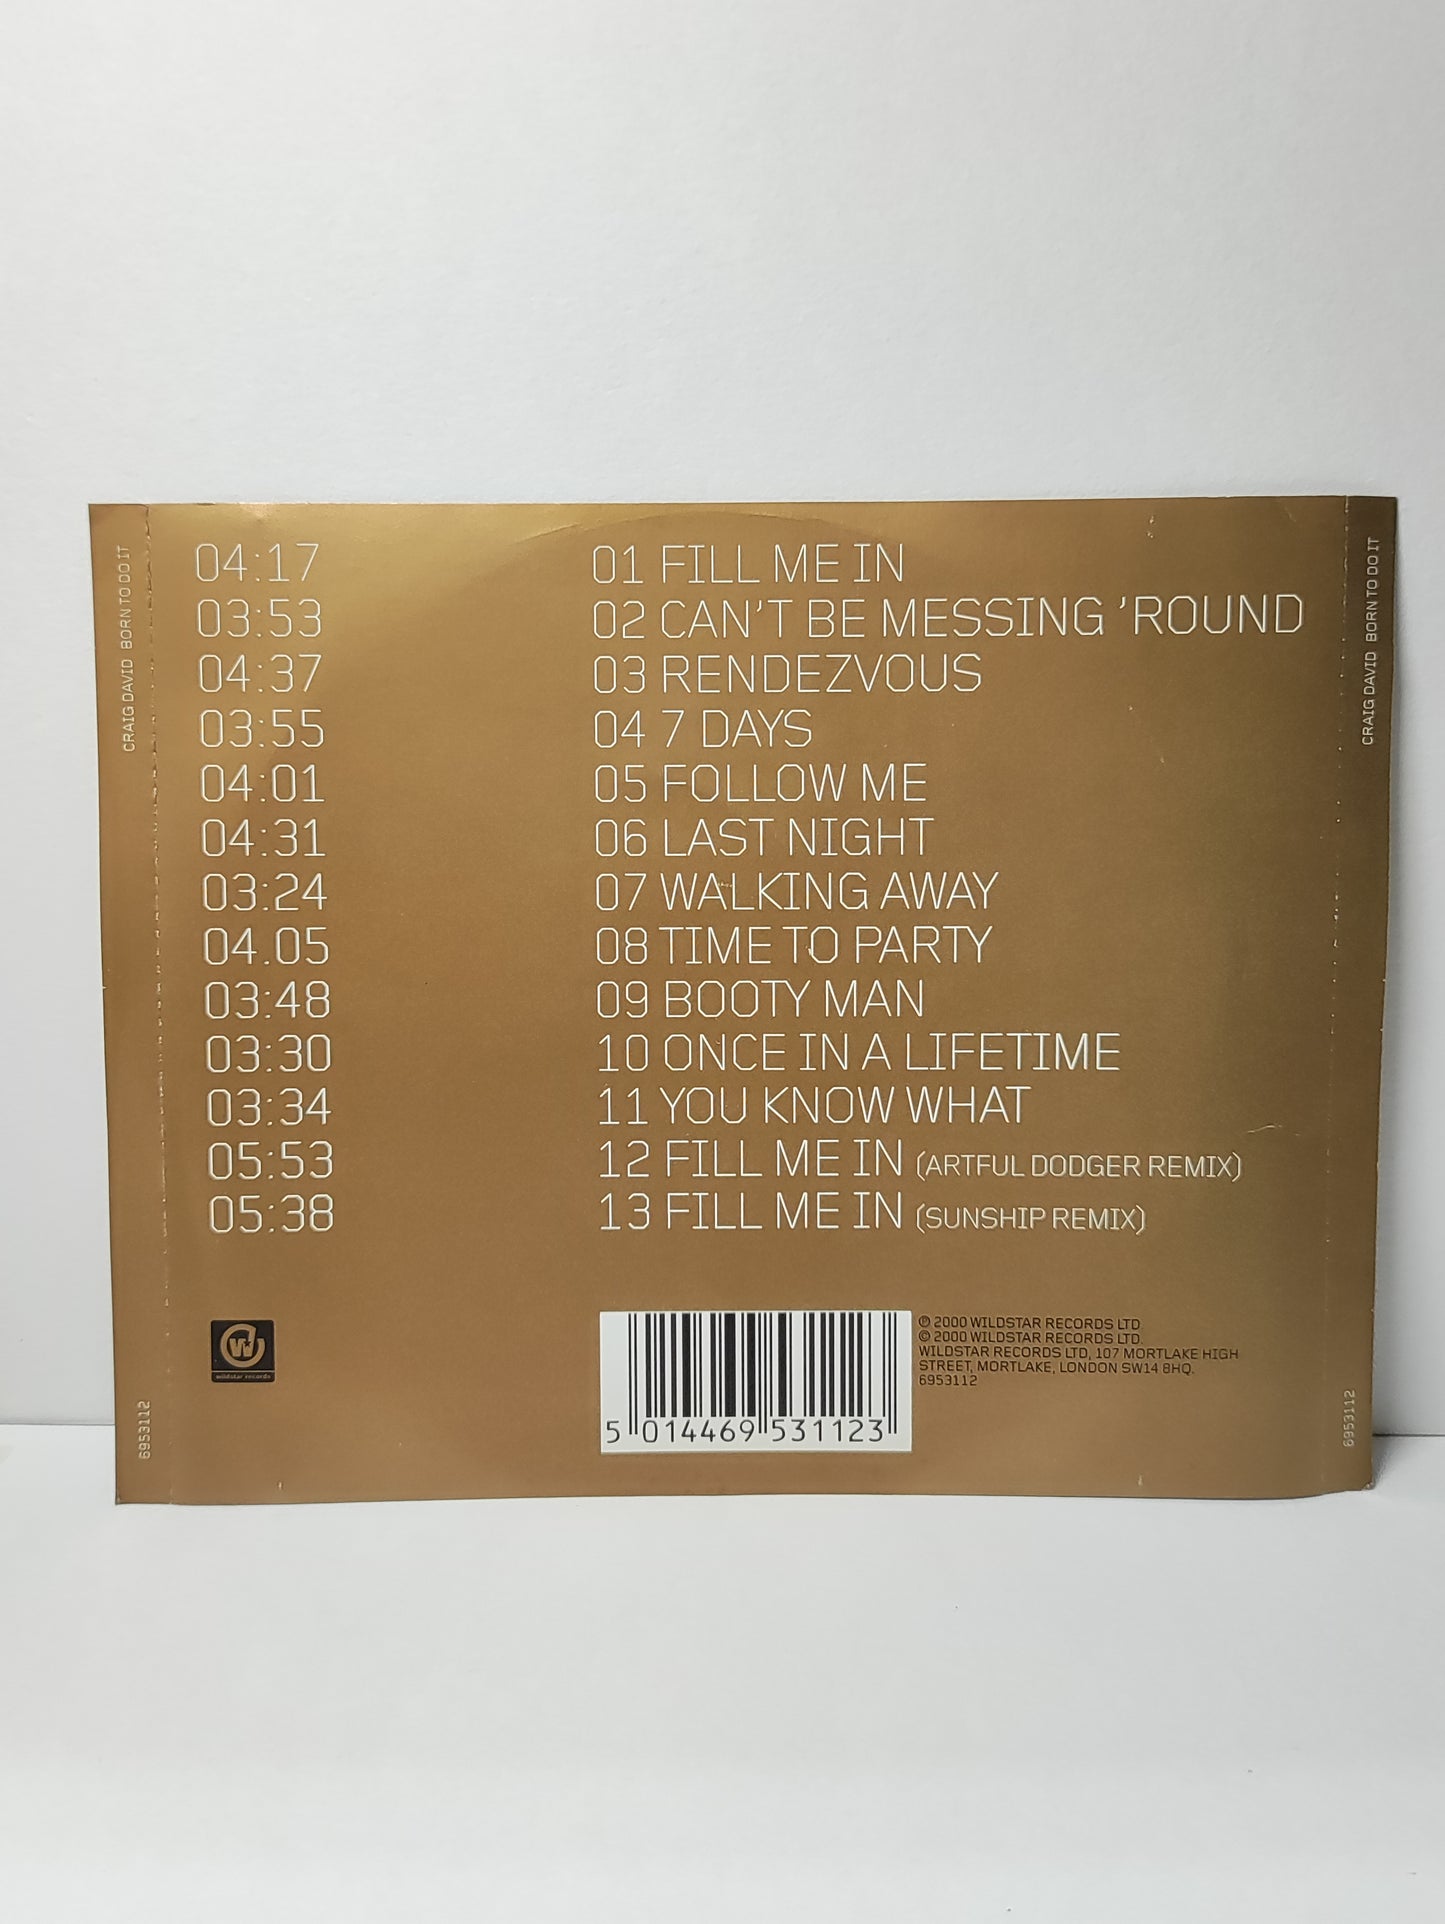 CRAIG DAVID BORN TO DO IT
6953112
04:17 01 FILL ME IN
03:53 02 CAN'T BE MESSING 'ROUND
04:37 03 RENDEZVOUS
03:55 04 7 DAYS
04:01 05 FOLLOW ME
04:31 06 LAST NIGHT
03:24 07 WALKING AWAY
04.05 08 TIME TO PARTY
03:48 09 BOOTY MAN
03:30 10 ONCE IN A LIFETIME
03:34 11 YOU KNOW WHAT
05:53 12 FILL ME IN (ARTFUL DODGER REMIX)
05:38 13 FILL ME IN (SUNSHIP REMIX)
W
wildstar records
5 014469 531123
℗ 2000 WILDSTAR RECORDS LTD
© 2000 WILDSTAR RECORDS LTD.
WILDSTAR RECORDS LTD, 107 MORTLAKE HIGH
STREET, MORTLAKE, LONDON SW14 8HQ.
6953112
CRAIG DAVID BORN TO DO IT
6953112